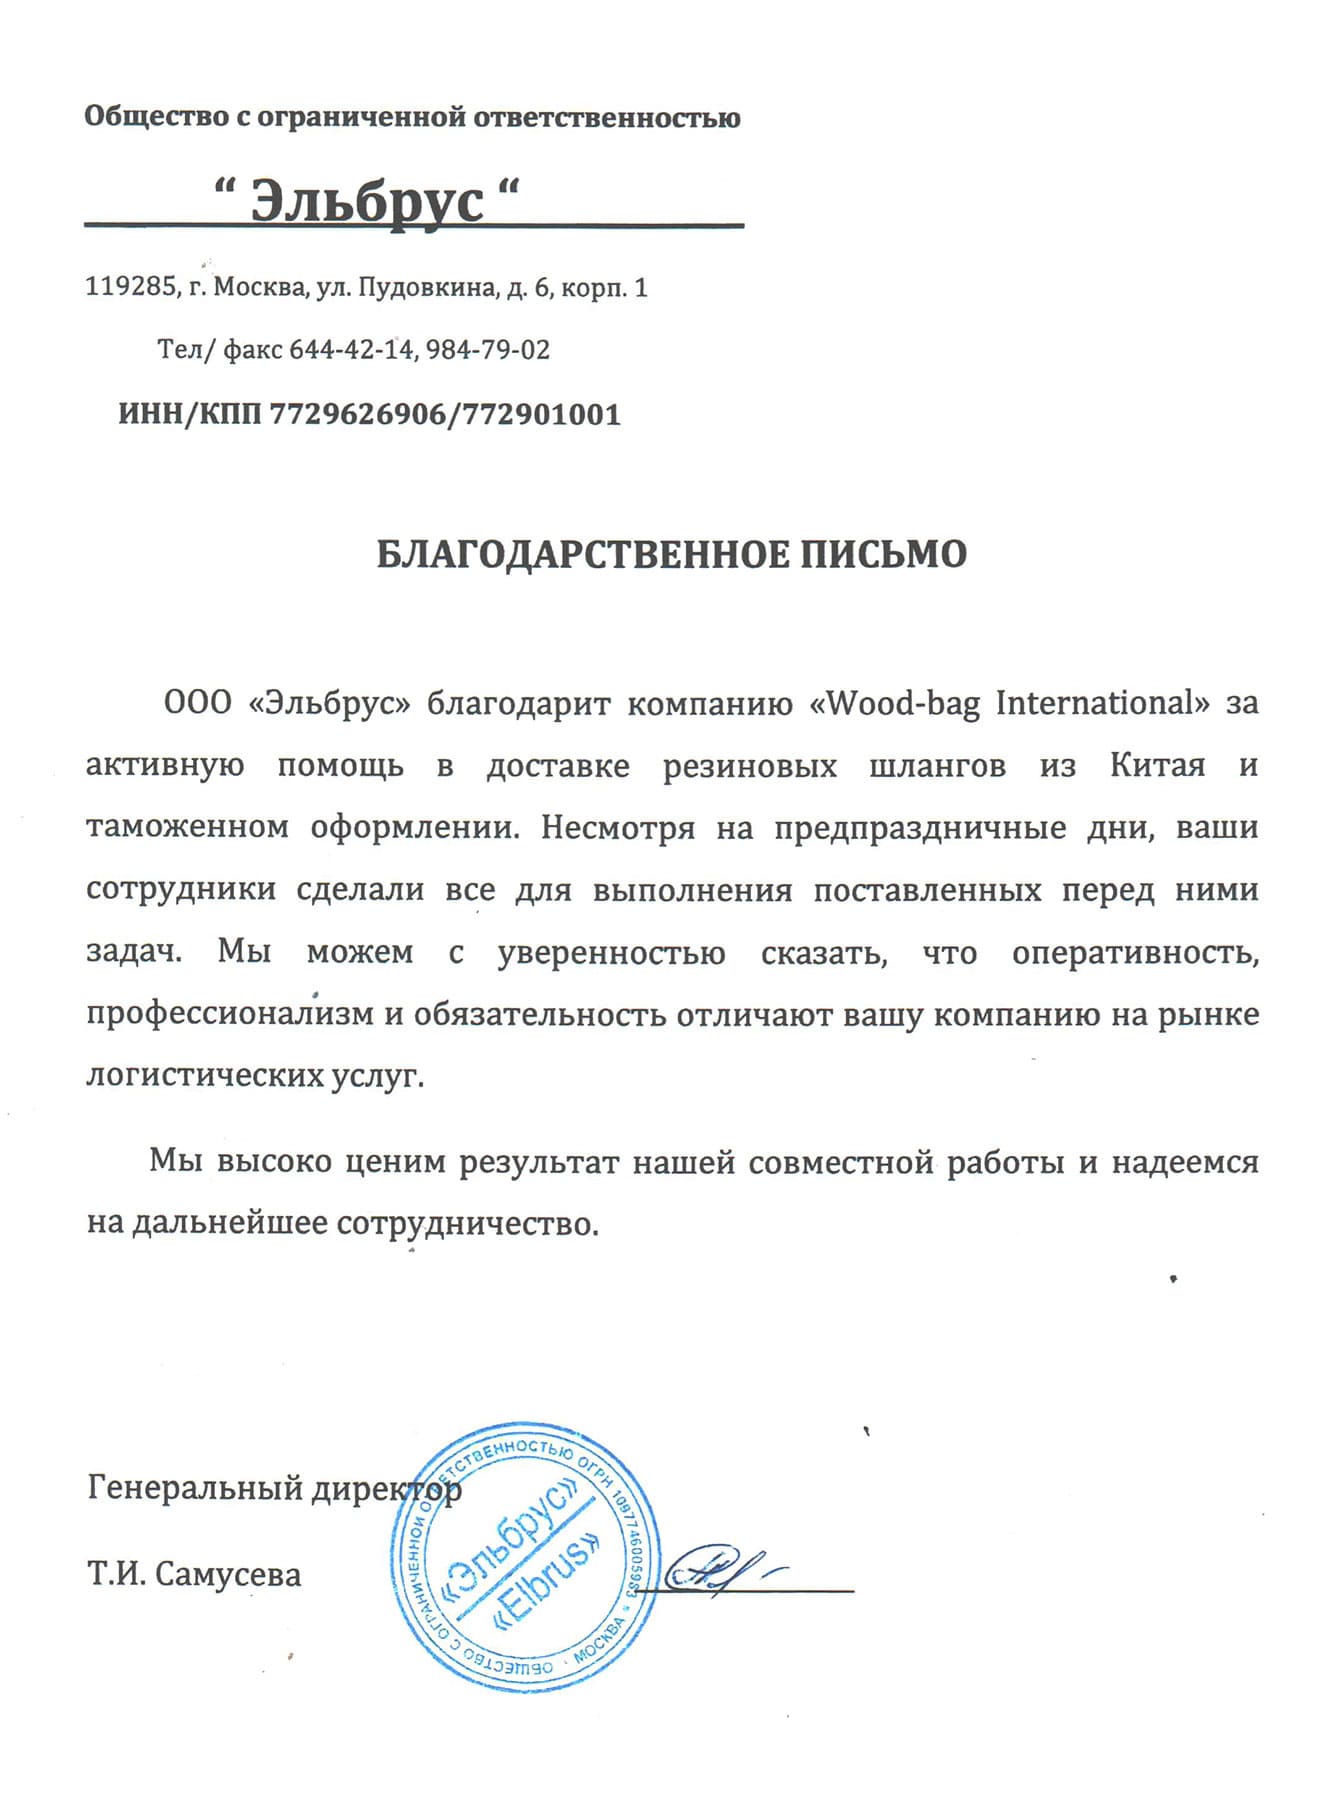 Общество с ограниченной ответственностью
“ Эльбрус “
119285, г. Москва, ул. Пудовкина, д. 6, корп. 1
Тел/ факс 644-42-14, 984-79-02
ИНН/КПП 7729626906/772901001
БЛАГОДАРСТВЕННОЕ ПИСЬМО
ООО «Эльбрус» благодарит компанию «Wood-bag International» за
активную помощь в доставке резиновых шлангов из Китая и
таможенном оформлении. Несмотря на предпраздничные дни, ваши
сотрудники сделали все для выполнения поставленных перед ними
задач. Мы можем с уверенностью сказать, что оперативность,
профессионализм и обязательность отличают вашу компанию на рынке
логистических услуг.
Мы высоко ценим результат нашей совместной работы и надеемся
на дальнейшее сотрудничество.
Генеральный директор
Т.И. Самусева
ОБЩЕСТВО С ОГРАНИЧЕННОЙ ОТВЕТСТВЕННОСТЬЮ ОГРН 1097746005983 * МОСКВА
«Эльбрус»
«Elbrus»